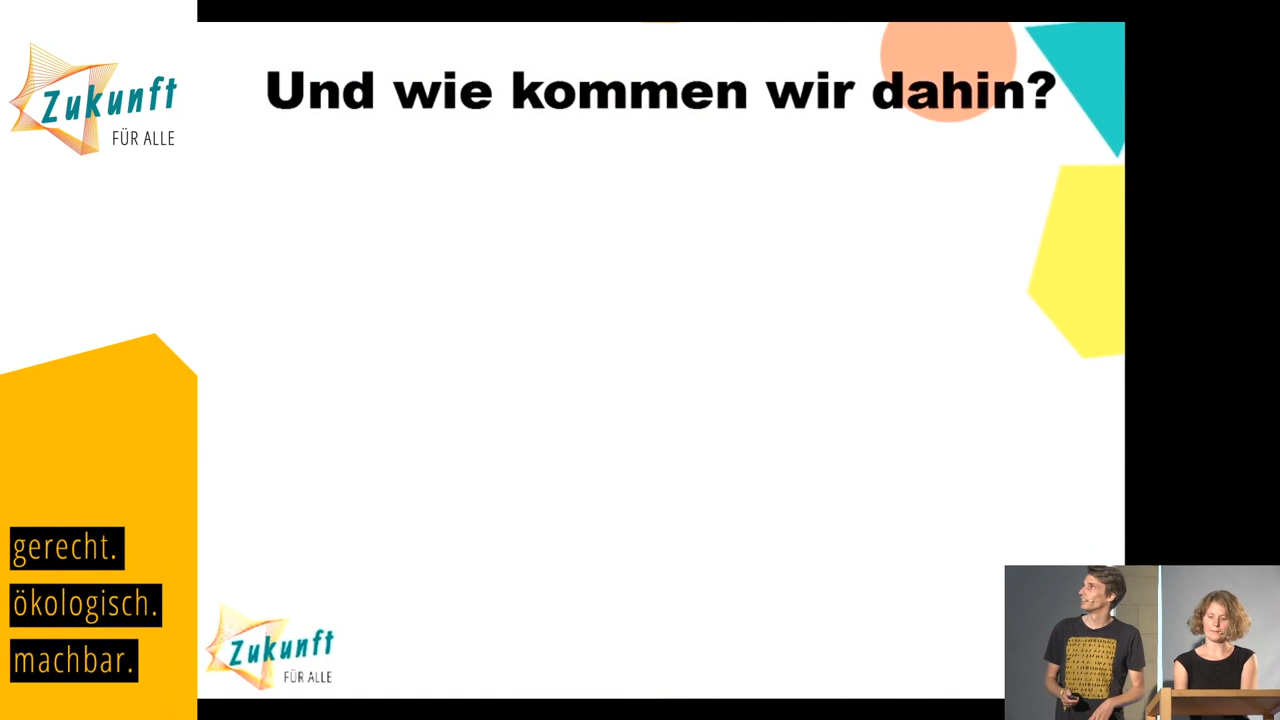 Zukunft
FÜR ALLE
Und wie kommen wir dahin?
gerecht.
ökologisch.
machbar.
Zukunft
FÜR ALLE